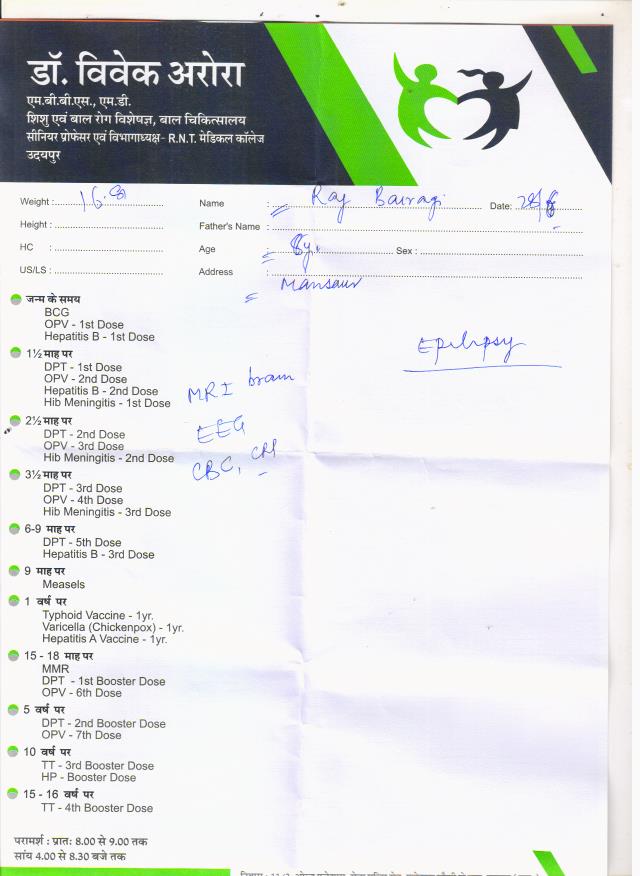 डॉ. विवेक अरोरा
एम.बी.बी.एस., एम.डी.
शिशु एवं बाल रोग विशेषज्ञ, बाल चिकित्सालय
सीनियर प्रोफेसर एवं विभागाध्यक्ष- R.N.T. मेडिकल कॉलेज
उदयपुर
Weight : 16.8 Name : Raj Bairagi Date: 28/
Height : Father's Name :
HC : Age : 8y. Sex :
US/LS : Address : Mansaur
जन्म के समय
BCG
OPV - 1st Dose
Hepatitis B - 1st Dose
Epilipsy
1½ माह पर
DPT - 1st Dose
OPV - 2nd Dose
Hepatitis B - 2nd Dose
Hib Meningitis - 1st Dose
MRI brain
2½ माह पर
DPT - 2nd Dose
OPV - 3rd Dose
Hib Meningitis - 2nd Dose
EEG
CBC,
3½ माह पर
DPT - 3rd Dose
OPV - 4th Dose
Hib Meningitis - 3rd Dose
6-9 माह पर
DPT - 5th Dose
Hepatitis B - 3rd Dose
9 माह पर
Measels
1 वर्ष पर
Typhoid Vaccine - 1yr.
Varicella (Chickenpox) - 1yr.
Hepatitis A Vaccine - 1yr.
15 - 18 माह पर
MMR
DPT - 1st Booster Dose
OPV - 6th Dose
5 वर्ष पर
DPT - 2nd Booster Dose
OPV - 7th Dose
10 वर्ष पर
TT - 3rd Booster Dose
HP - Booster Dose
15 - 16 वर्ष पर
TT - 4th Booster Dose
परामर्श : प्रातः 8.00 से 9.00 तक
सांय 4.00 से 8.30 बजे तक